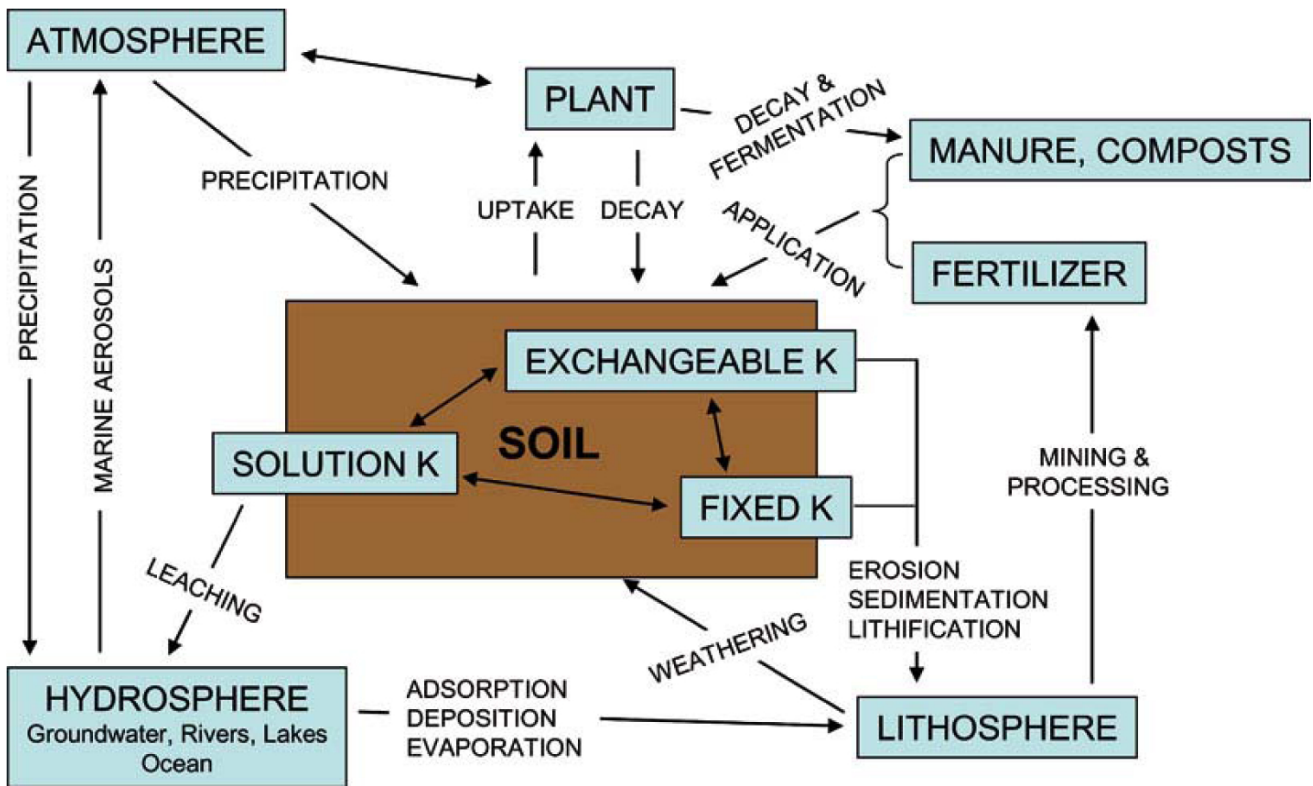 ATMOSPHERE
PLANT
DECAY &
FERMENTATION
MANURE, COMPOSTS
PRECIPITATION
UPTAKE
DECAY
APPLICATION
FERTILIZER
PRECIPITATION
MARINE AEROSOLS
EXCHANGEABLE K
SOIL
SOLUTION K
FIXED K
MINING &
PROCESSING
LEACHING
WEATHERING
EROSION
SEDIMENTATION
LITHIFICATION
HYDROSPHERE
Groundwater, Rivers, Lakes
Ocean
ADSORPTION
DEPOSITION
EVAPORATION
LITHOSPHERE